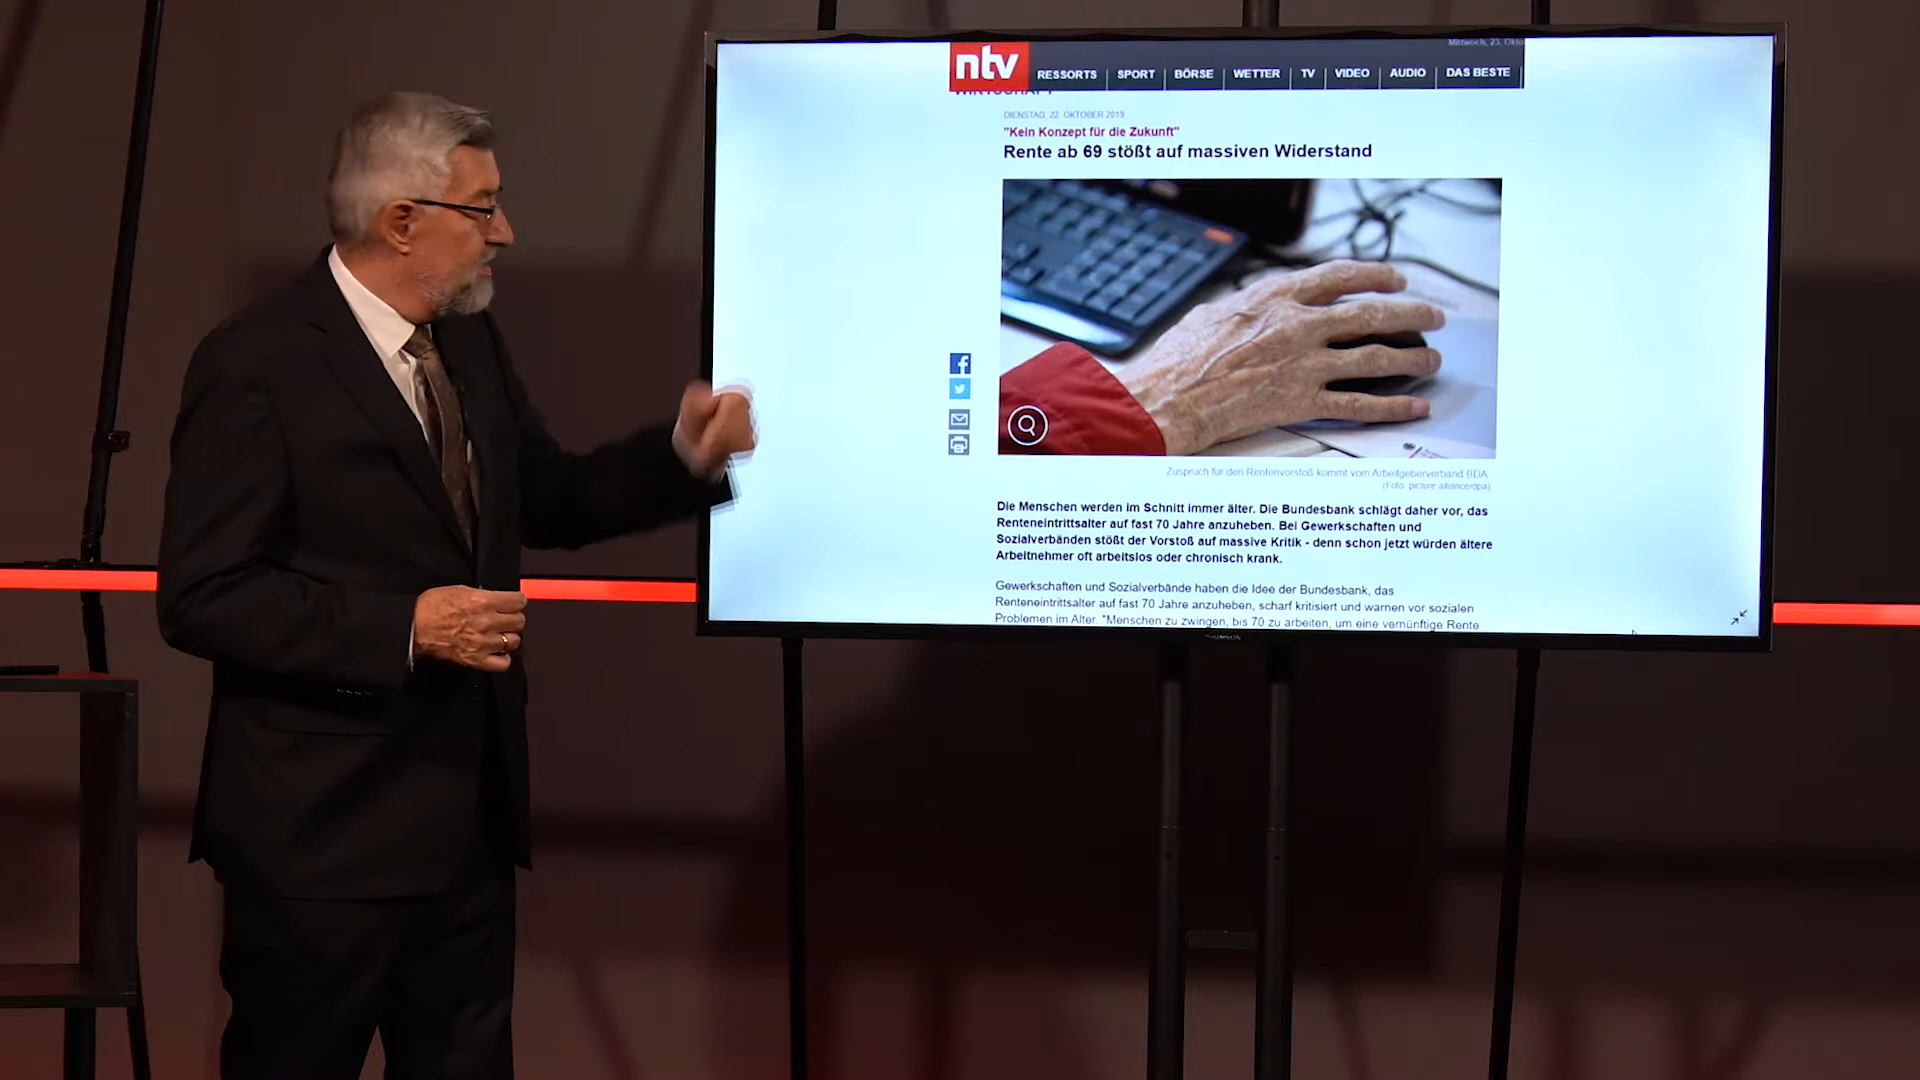 Mittwoch, 23. Okto
ntv RESSORTS SPORT BÖRSE WETTER TV VIDEO AUDIO DAS BESTE
WIRTSCHAFT
DIENSTAG, 22. OKTOBER 2019
"Kein Konzept für die Zukunft"
Rente ab 69 stößt auf massiven Widerstand
Zuspruch für den Rentenvorstoß kommt vom Arbeitgeberverband BDA.
(Foto: picture alliance/dpa)
Die Menschen werden im Schnitt immer älter. Die Bundesbank schlägt daher vor, das
Renteneintrittsalter auf fast 70 Jahre anzuheben. Bei Gewerkschaften und
Sozialverbänden stößt der Vorstoß auf massive Kritik - denn schon jetzt würden ältere
Arbeitnehmer oft arbeitslos oder chronisch krank.
Gewerkschaften und Sozialverbände haben die Idee der Bundesbank, das
Renteneintrittsalter auf fast 70 Jahre anzuheben, scharf kritisiert und warnen vor sozialen
Problemen im Alter. "Menschen zu zwingen, bis 70 zu arbeiten, um eine vernünftige Rente
THOMSON